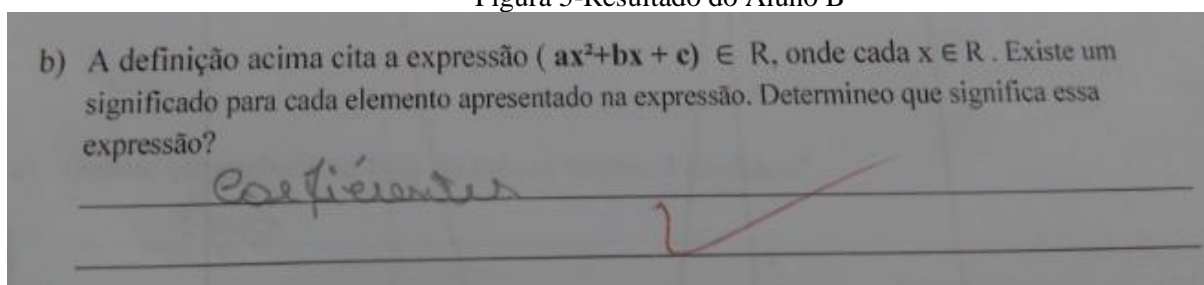 Figura 5-Resultado do Aluno B
b) A definição acima cita a expressão ( ax²+bx + c) ∈ R, onde cada x ∈ R . Existe um
significado para cada elemento apresentado na expressão. Determineo que significa essa
expressão?
Coeficientes